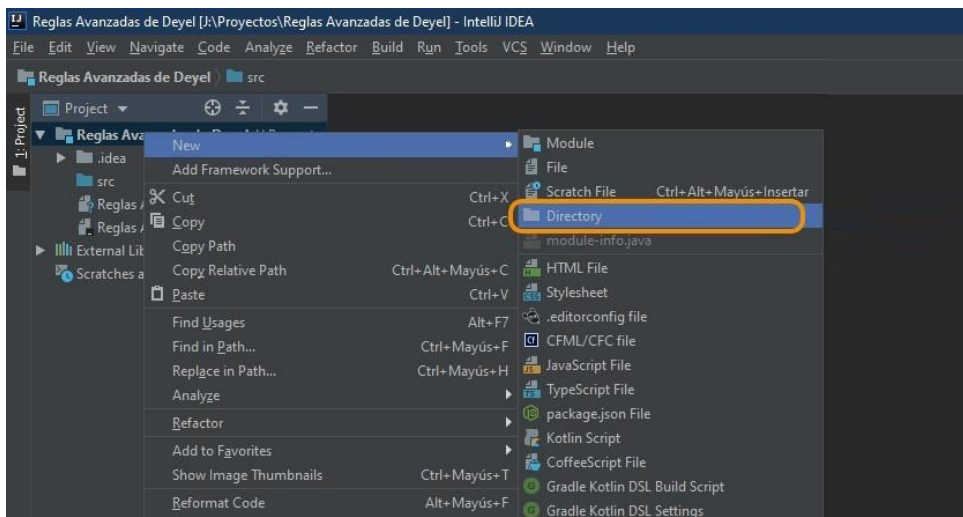 Reglas Avanzadas de Deyel [J:\Proyectos\Reglas Avanzadas de Deyel] - IntelliJ IDEA
File Edit View Navigate Code Analyze Refactor Build Run Tools VCS Window Help
Reglas Avanzadas de Deyel src
1: Project
Project
Reglas Ava
.idea
src
Reglas
Reglas
External Lib
Scratches a
New
Add Framework Support...
Cut Ctrl+X
Copy Ctrl+C
Copy Path
Copy Relative Path Ctrl+Alt+Mayús+C
Paste Ctrl+V
Find Usages Alt+F7
Find in Path... Ctrl+Mayús+F
Replace in Path... Ctrl+Mayús+H
Analyze
Refactor
Add to Favorites
Show Image Thumbnails Ctrl+Mayús+T
Reformat Code Alt+Mayús+F
Module
File
Scratch File Ctrl+Alt+Mayús+Insertar
Directory
module-info.java
HTML File
Stylesheet
.editorconfig file
CFML/CFC file
JavaScript File
TypeScript File
package.json File
Kotlin Script
CoffeeScript File
Gradle Kotlin DSL Build Script
Gradle Kotlin DSL Settings